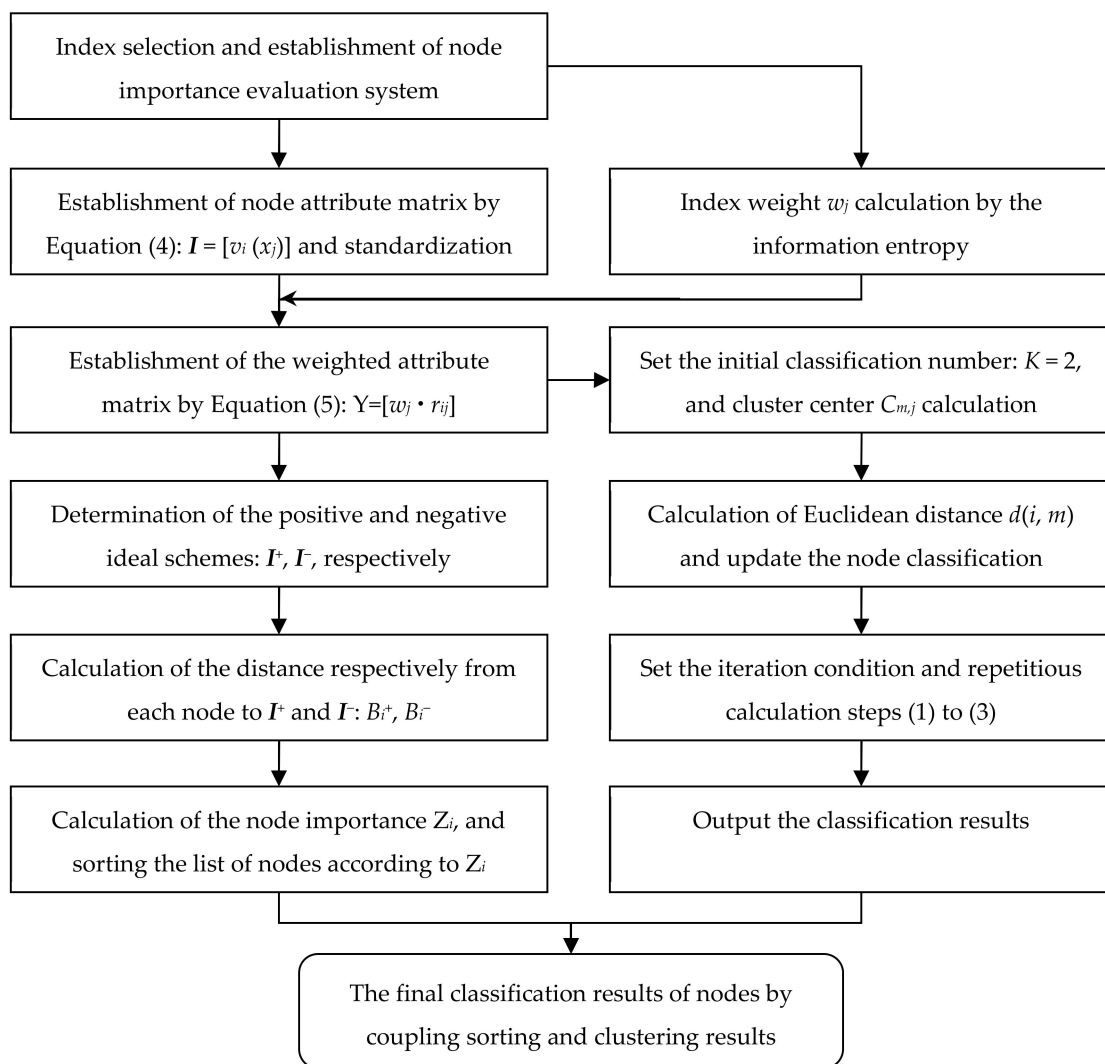 Index selection and establishment of node
importance evaluation system
Establishment of node attribute matrix by
Equation (4): I = [vi (xj)] and standardization
Index weight wj calculation by the
information entropy
Establishment of the weighted attribute
matrix by Equation (5): Y=[wj · rij]
Set the initial classification number: K = 2,
and cluster center Cm,j calculation
Determination of the positive and negative
ideal schemes: I⁺, I⁻, respectively
Calculation of Euclidean distance d(i, m)
and update the node classification
Calculation of the distance respectively from
each node to I⁺ and I⁻: Bi⁺, Bi⁻
Set the iteration condition and repetitious
calculation steps (1) to (3)
Calculation of the node importance Zi, and
sorting the list of nodes according to Zi
Output the classification results
The final classification results of nodes by
coupling sorting and clustering results